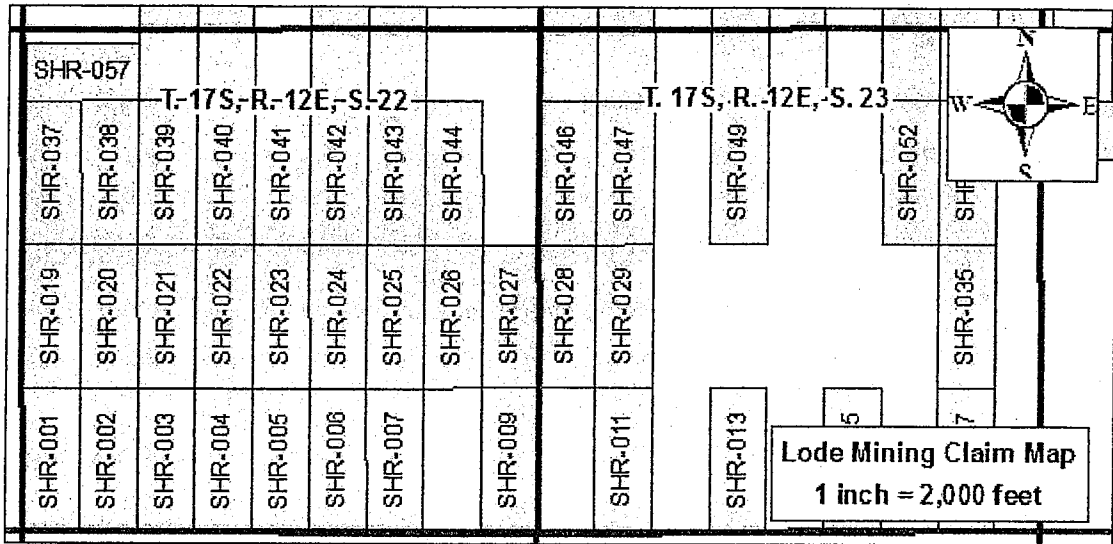 SHR-057
T. 17S, R. 12E, S. 22
T. 17S, R. 12E, S. 23
N
W
E
S
SHR-037
SHR-038
SHR-039
SHR-040
SHR-041
SHR-042
SHR-043
SHR-044
SHR-046
SHR-047
SHR-049
SHR-052
SHR-019
SHR-020
SHR-021
SHR-022
SHR-023
SHR-024
SHR-025
SHR-026
SHR-027
SHR-028
SHR-029
SHR-035
SHR-001
SHR-002
SHR-003
SHR-004
SHR-005
SHR-006
SHR-007
SHR-009
SHR-011
SHR-013
5
7
Lode Mining Claim Map
1 inch = 2,000 feet